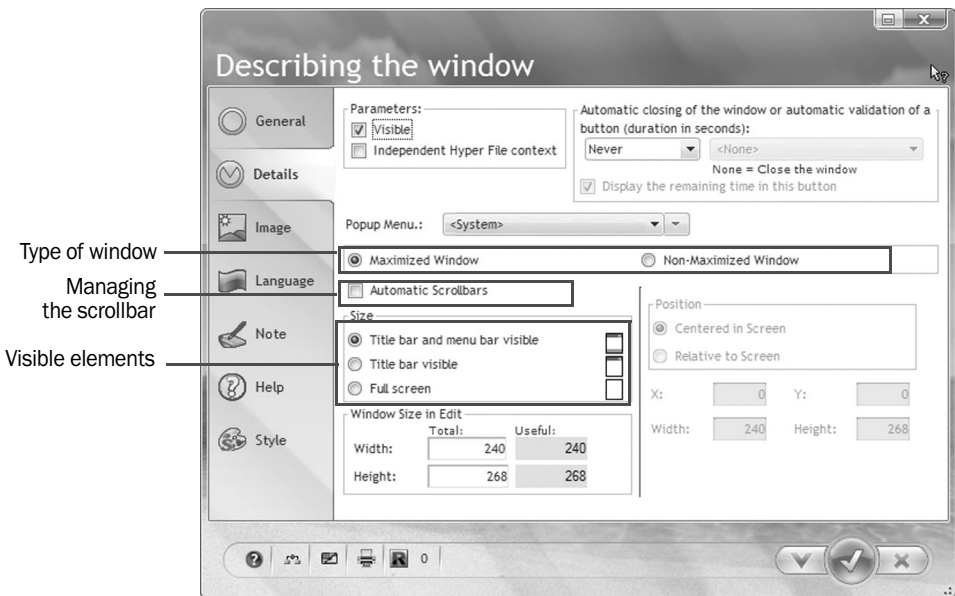 Describing the window
General
Details
Image
Language
Note
Help
Style
Parameters:
Visible
Independent Hyper File context
Automatic closing of the window or automatic validation of a
button (duration in seconds):
Never
<None>
None = Close the window
Display the remaining time in this button
Popup Menu.:
<System>
Type of window
Maximized Window
Non-Maximized Window
Managing
the scrollbar
Automatic Scrollbars
Visible elements
Size
Title bar and menu bar visible
Title bar visible
Full screen
Position
Centered in Screen
Relative to Screen
X: 0 Y: 0
Width: 240 Height: 268
Window Size in Edit
Total: Useful:
Width: 240 240
Height: 268 268
R 0